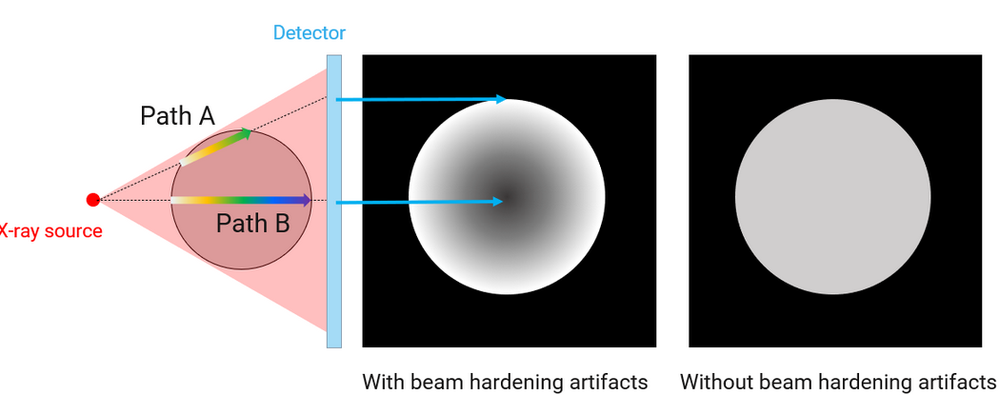 Detector
Path A
Path B
X-ray source
With beam hardening artifacts
Without beam hardening artifacts